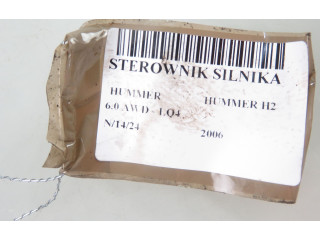 STEROWNIK SILNIKA
HUMMER HUMMER H2
6.0 AWD - LQ4
N/14/24 2006